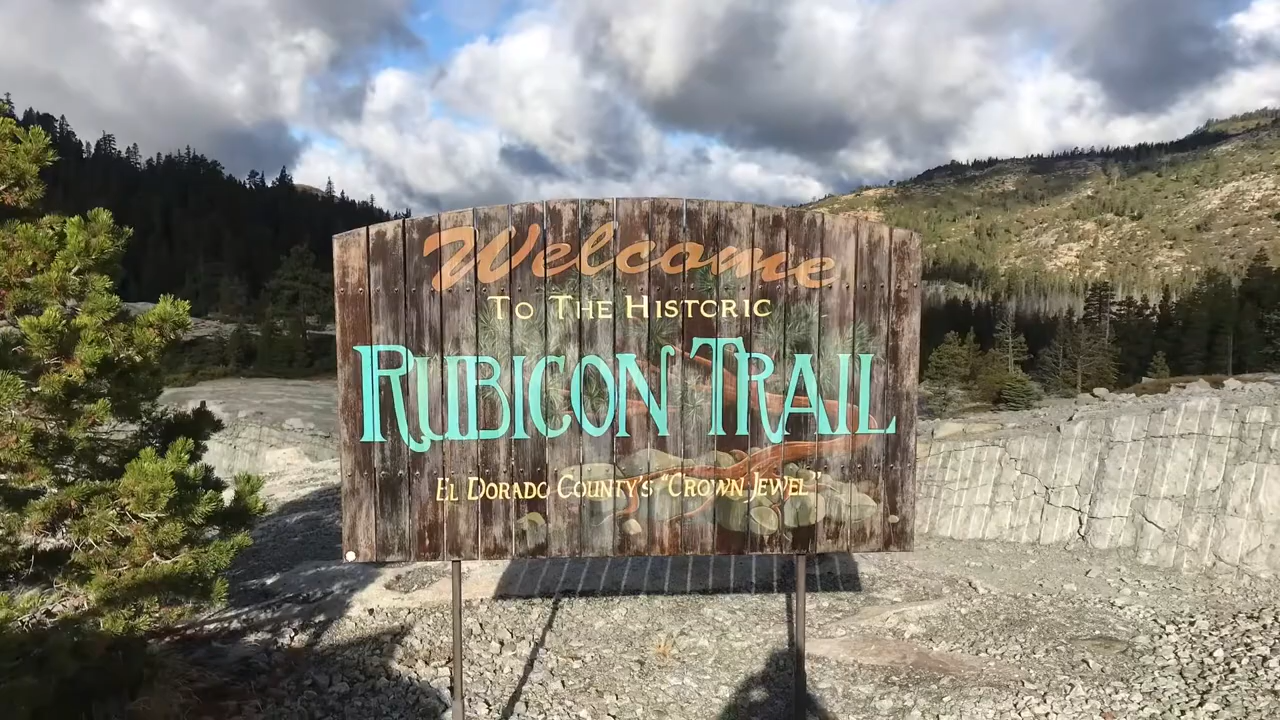 Welcome
To The Historic
Rubicon Trail
El Dorado County's "Crown Jewel"